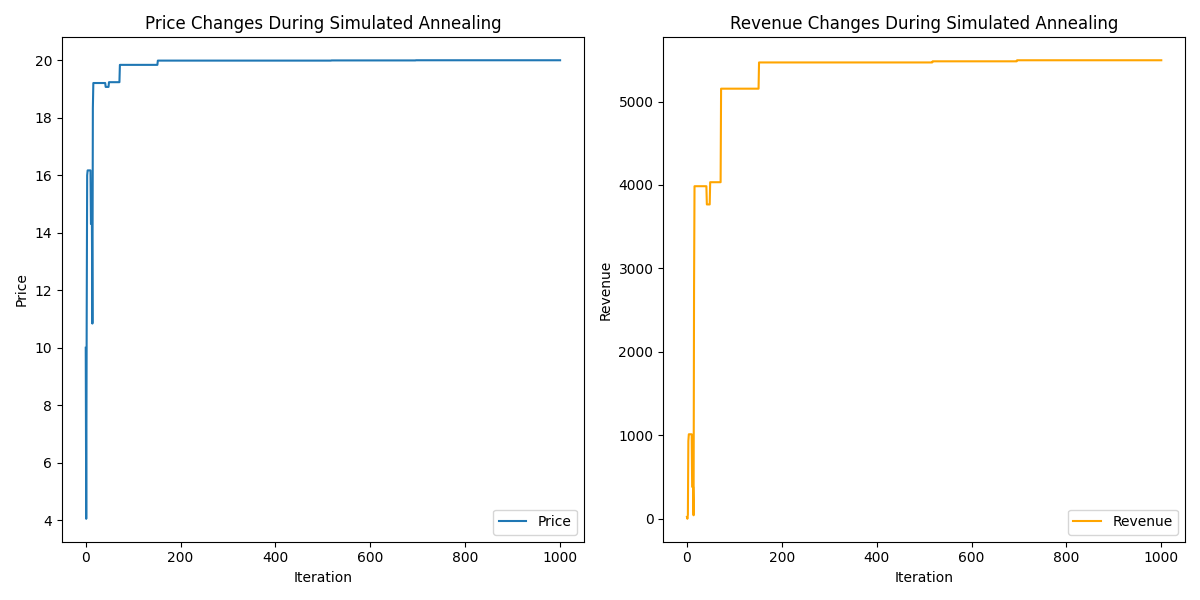 Price Changes During Simulated Annealing
20
18
16
14
12
10
8
6
4
Price
Price
0 200 400 600 800 1000
Iteration
Revenue Changes During Simulated Annealing
5000
4000
3000
2000
1000
0
Revenue
Revenue
0 200 400 600 800 1000
Iteration